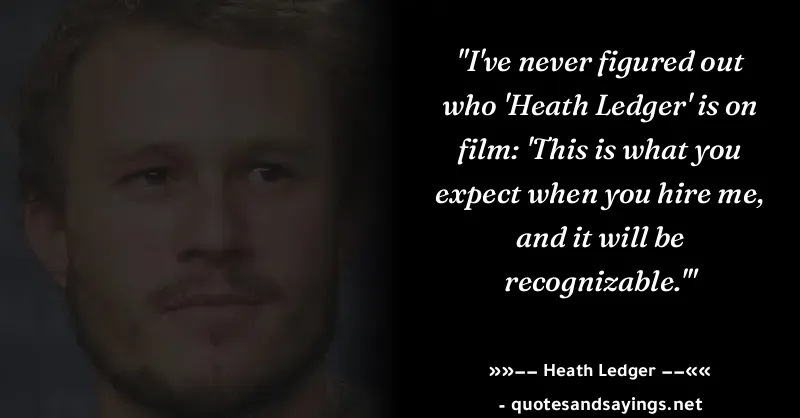 "I've never figured out
who 'Heath Ledger' is on
film: 'This is what you
expect when you hire me,
and it will be
recognizable.'"
»»—— Heath Ledger ——««
- quotesandsayings.net